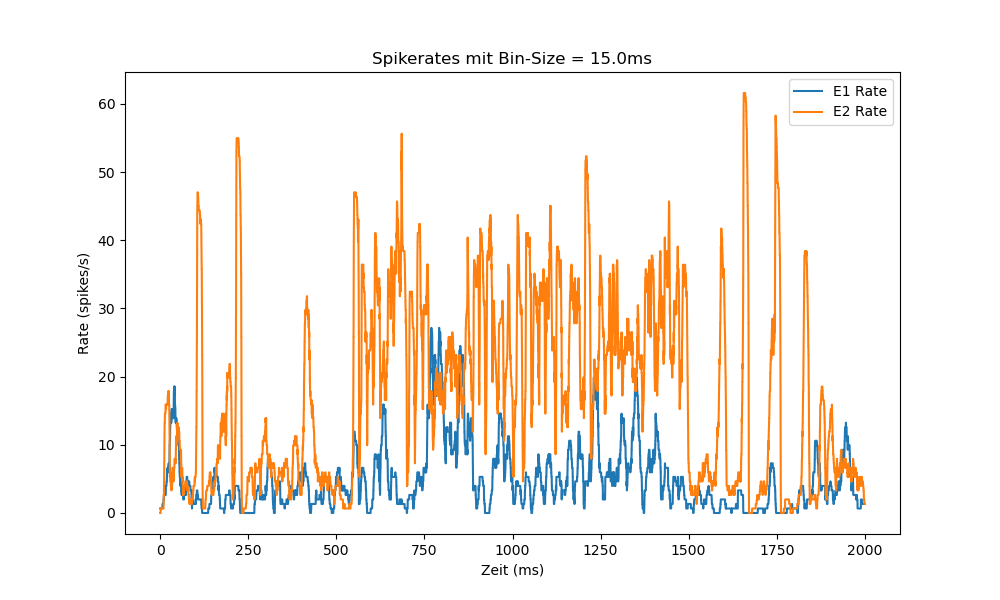 Spikerates mit Bin-Size = 15.0ms
E1 Rate
E2 Rate
Rate (spikes/s)
60
50
40
30
20
10
0
0 250 500 750 1000 1250 1500 1750 2000
Zeit (ms)